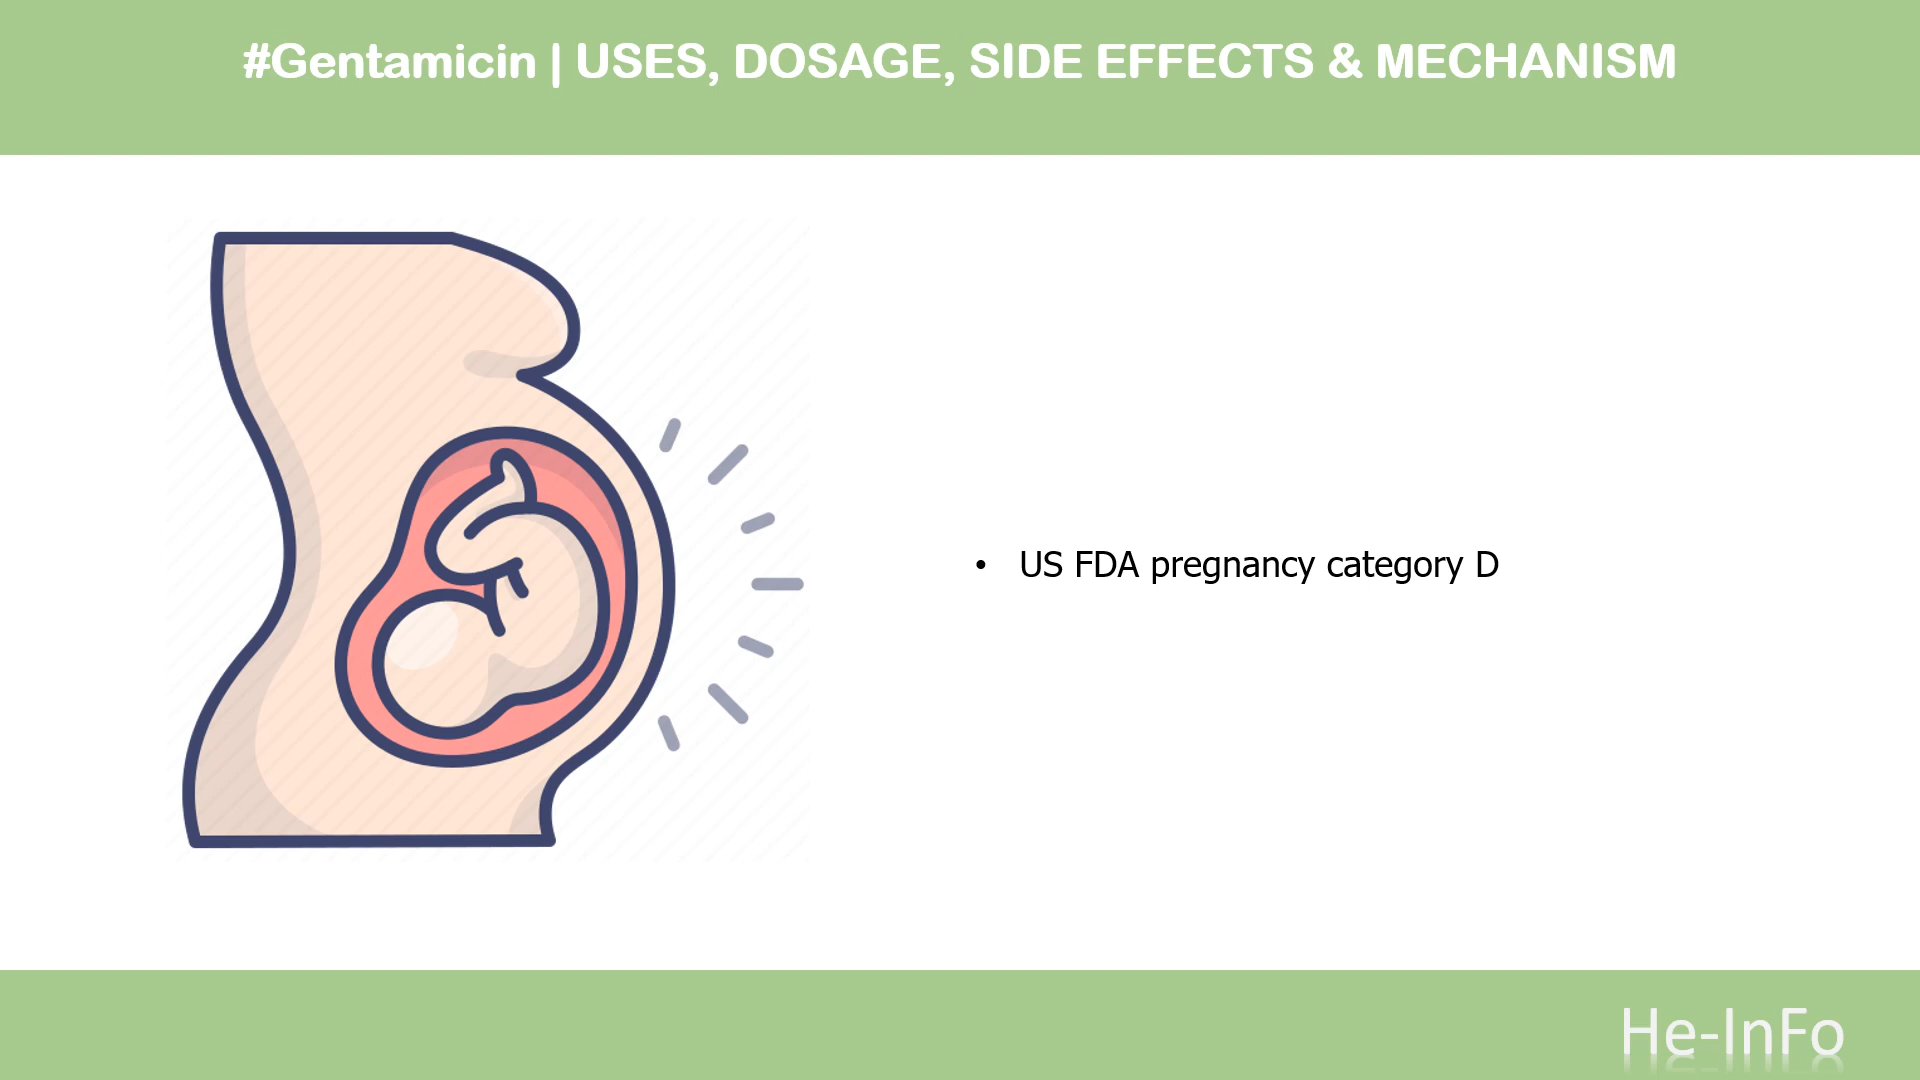 #Gentamicin | USES, DOSAGE, SIDE EFFECTS & MECHANISM
• US FDA pregnancy category D
He-InFo